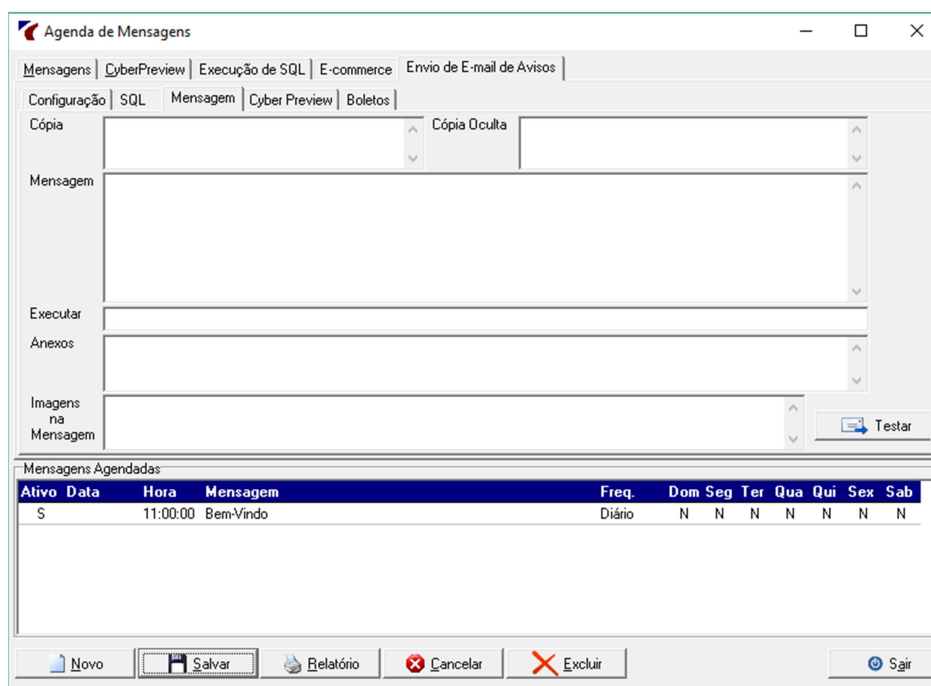 Agenda de Mensagens
Mensagens CyberPreview Execução de SQL E-commerce Envio de E-mail de Avisos
Configuração SQL Mensagem Cyber Preview Boletos
Cópia Cópia Oculta
Mensagem
Executar
Anexos
Imagens
na
Mensagem
Testar
Mensagens Agendadas
Ativo Data Hora Mensagem Freq. Dom Seg Ter Qua Qui Sex Sab
S 11:00:00 Bem-Vindo Diário N N N N N N N
Novo Salvar Relatório Cancelar Excluir Sair